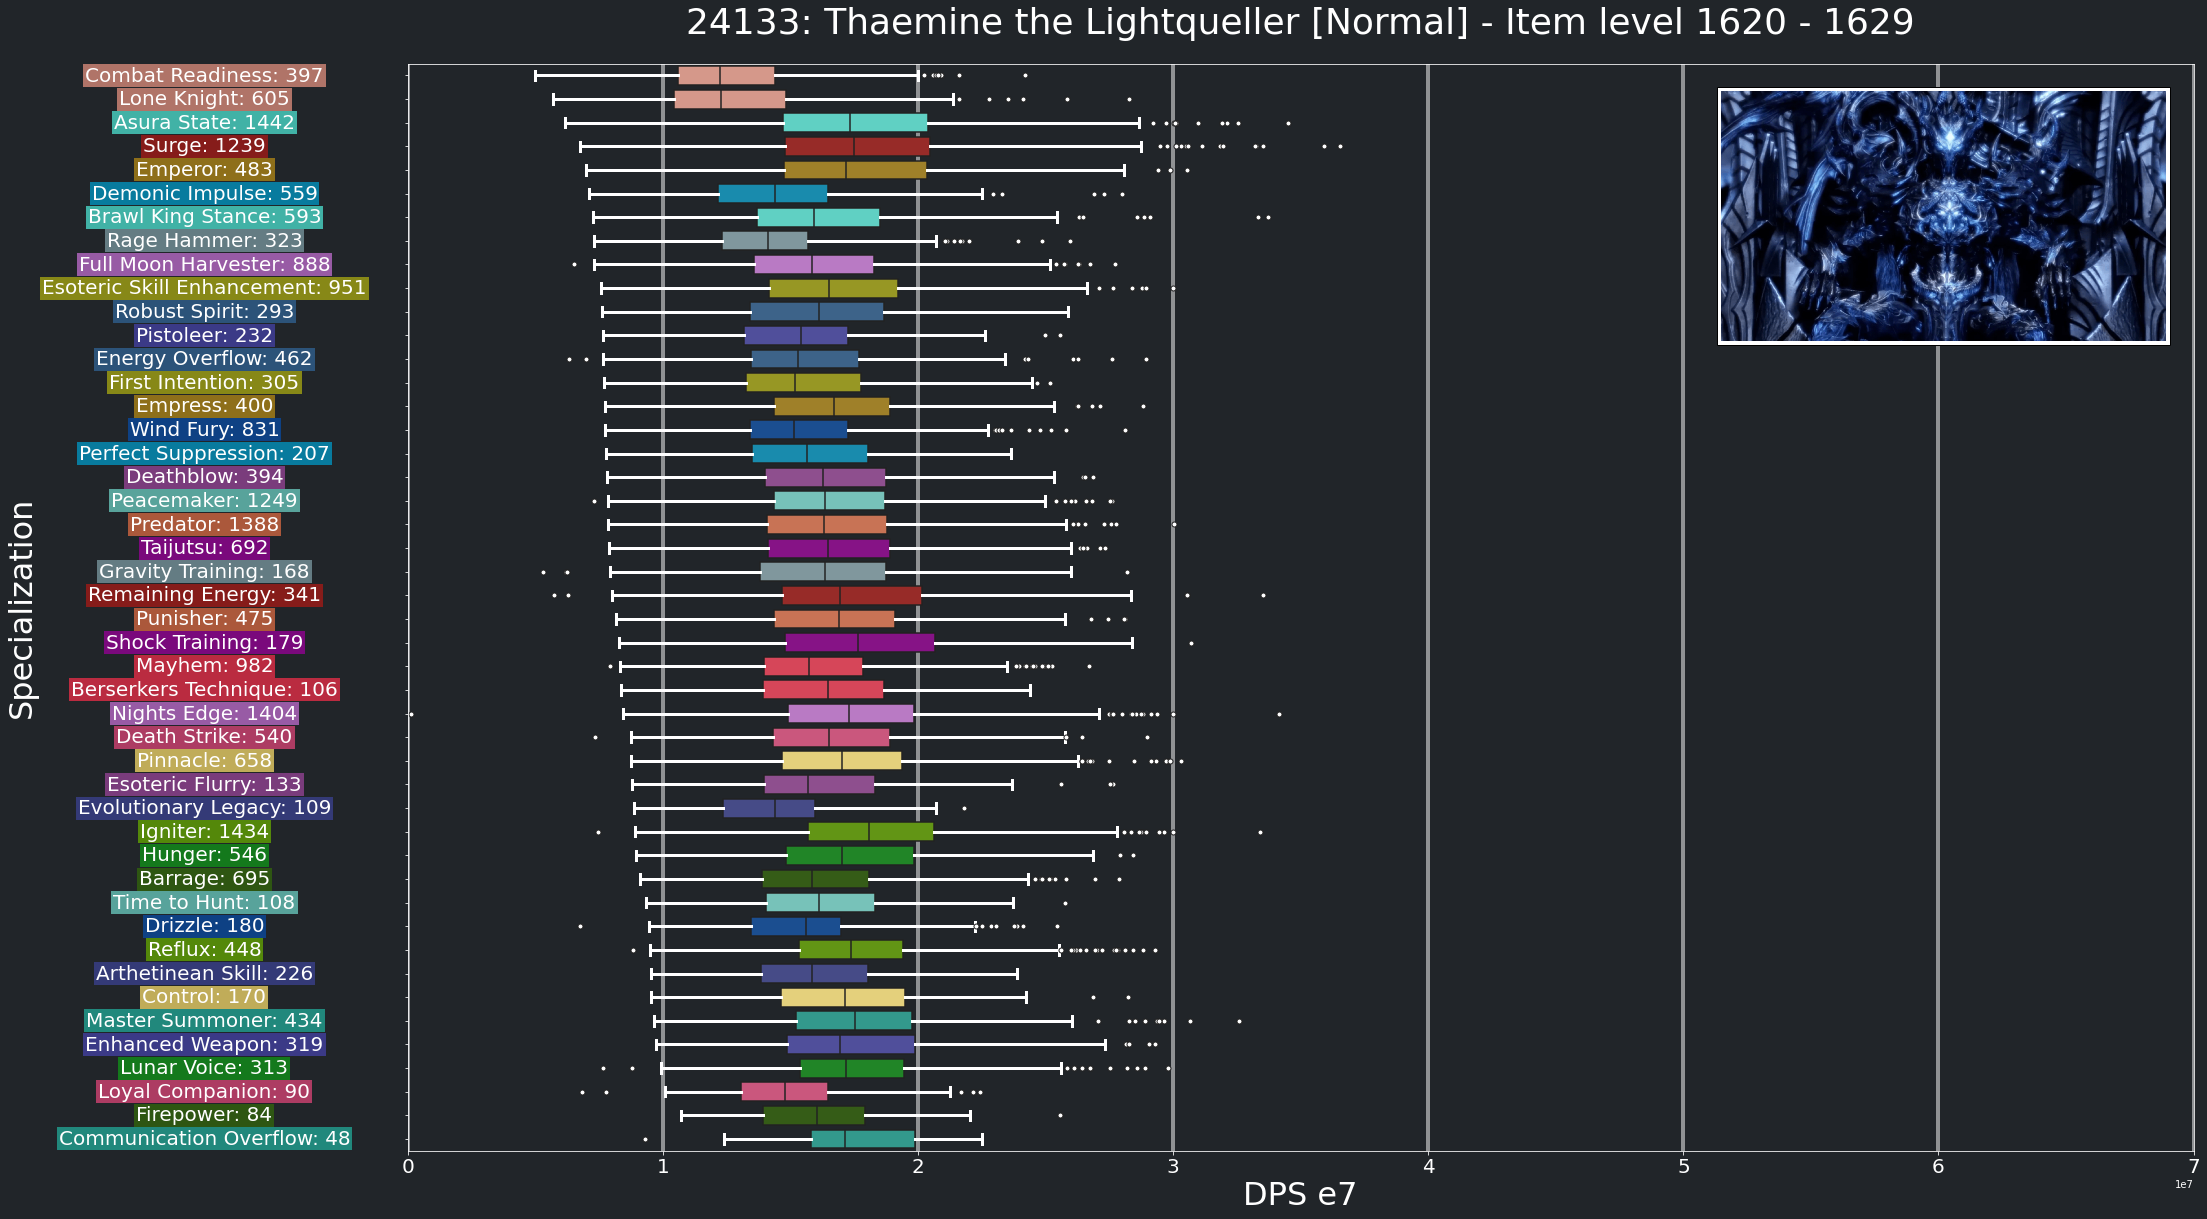 24133: Thaemine the Lightqueller [Normal] - Item level 1620 - 1629
Combat Readiness: 397
Lone Knight: 605
Asura State: 1442
Surge: 1239
Emperor: 483
Demonic Impulse: 559
Brawl King Stance: 593
Rage Hammer: 323
Full Moon Harvester: 888
Esoteric Skill Enhancement: 951
Robust Spirit: 293
Pistoleer: 232
Energy Overflow: 462
First Intention: 305
Empress: 400
Wind Fury: 831
Perfect Suppression: 207
Deathblow: 394
Peacemaker: 1249
Predator: 1388
Taijutsu: 692
Gravity Training: 168
Remaining Energy: 341
Punisher: 475
Shock Training: 179
Mayhem: 982
Berserkers Technique: 106
Nights Edge: 1404
Death Strike: 540
Pinnacle: 658
Esoteric Flurry: 133
Evolutionary Legacy: 109
Igniter: 1434
Hunger: 546
Barrage: 695
Time to Hunt: 108
Drizzle: 180
Reflux: 448
Arthetinean Skill: 226
Control: 170
Master Summoner: 434
Enhanced Weapon: 319
Lunar Voice: 313
Loyal Companion: 90
Firepower: 84
Communication Overflow: 48
Specialization
0 1 2 3 4 5 6 7
1e7
DPS e7